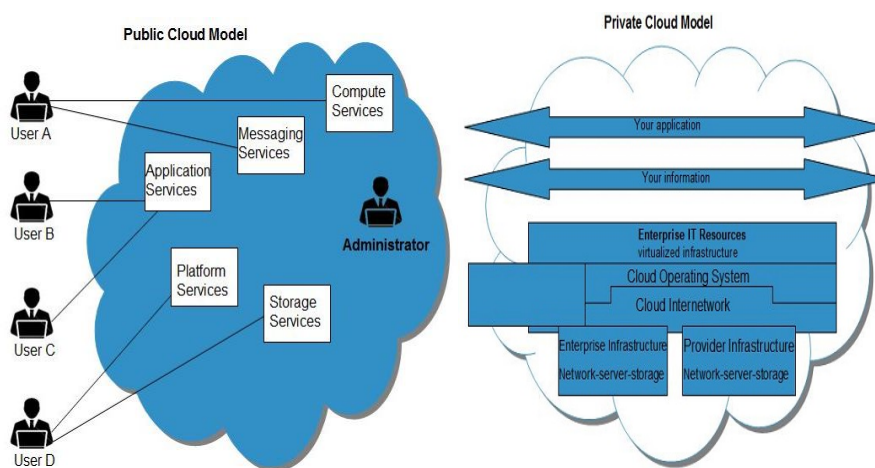 Public Cloud Model
User A
User B
User C
User D
Compute
Services
Messaging
Services
Application
Services
Administrator
Platform
Services
Storage
Services
Private Cloud Model
Your application
Your information
Enterprise IT Resources
virtualized infrastructure
Cloud Operating System
Cloud Internetwork
Enterprise Infrastructure
Network-server-storage
Provider Infrastructure
Network-server-storage